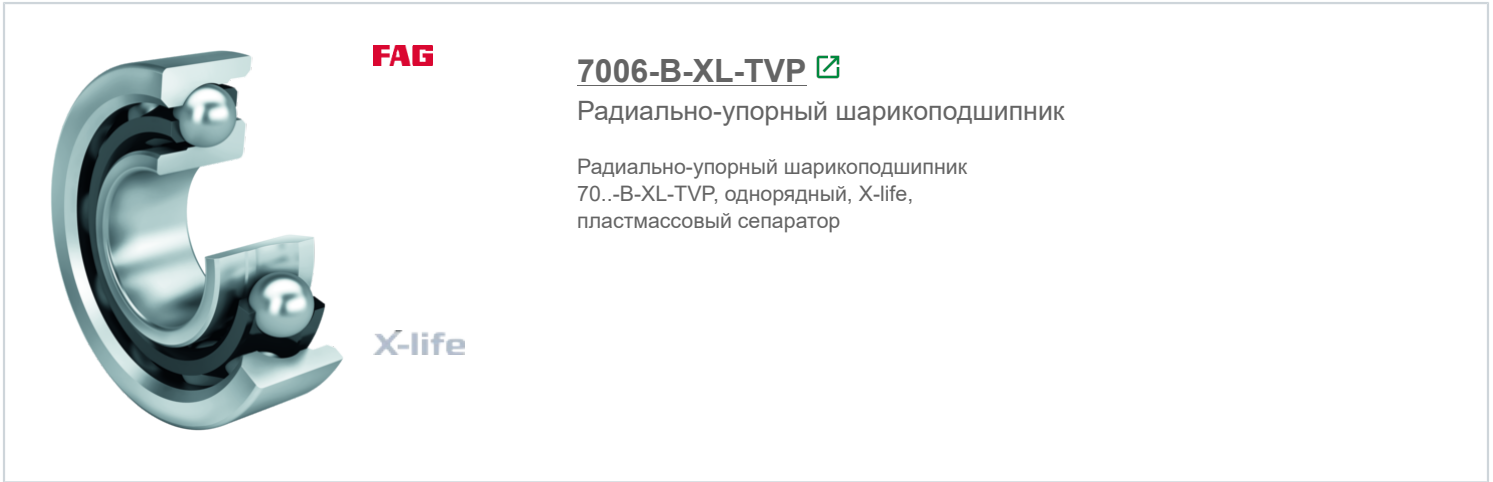 FAG
7006-B-XL-TVP
Радиально-упорный шарикоподшипник
Радиально-упорный шарикоподшипник
70..-B-XL-TVP, однорядный, X-life,
пластмассовый сепаратор
X-life